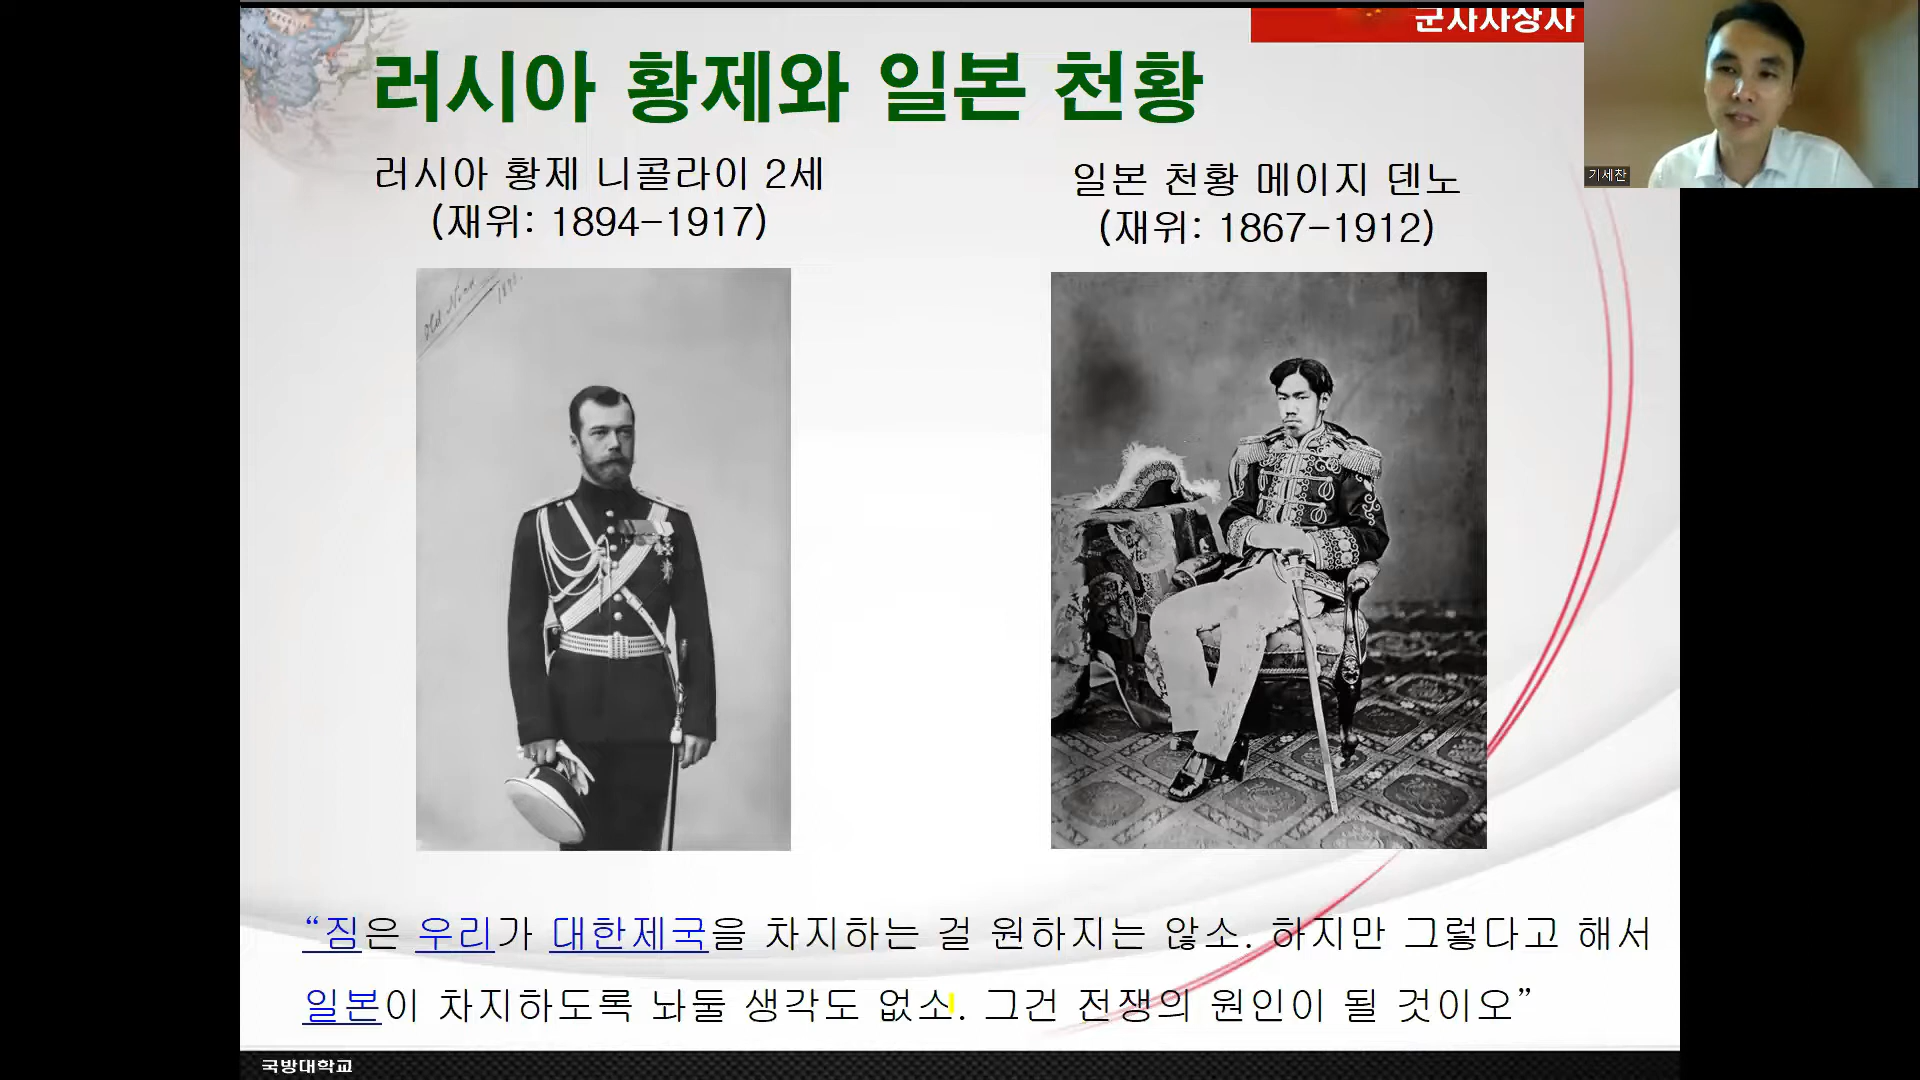 군사사상사
러시아 황제와 일본 천황
기세찬
러시아 황제 니콜라이 2세
(재위: 1894-1917)
일본 천황 메이지 덴노
(재위: 1867-1912)
“짐은 우리가 대한제국을 차지하는 걸 원하지는 않소. 하지만 그렇다고 해서
일본이 차지하도록 놔둘 생각도 없소. 그건 전쟁의 원인이 될 것이오”
국방대학교